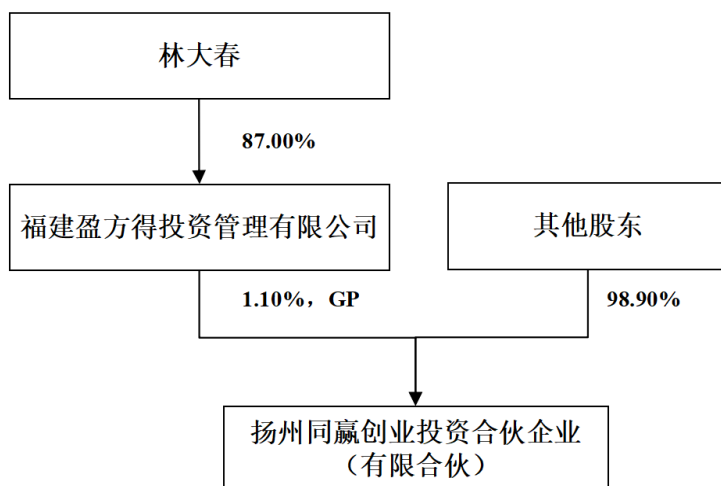 林大春
87.00%
福建盈方得投资管理有限公司
其他股东
1.10%，GP
98.90%
扬州同赢创业投资合伙企业
（有限合伙）